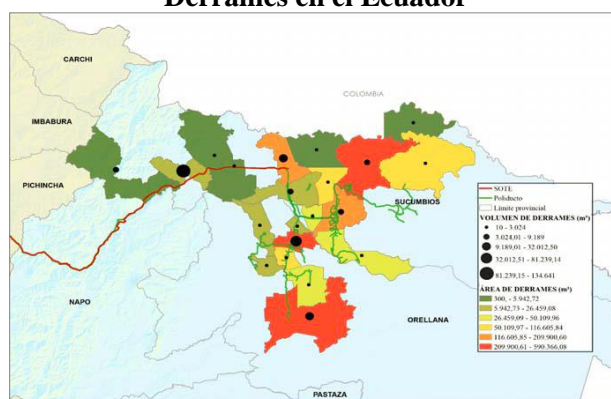 Derrames en el Ecuador
CARCHI
COLOMBIA
IMBABURA
PICHINCHA
SUCUMBIOS
NAPO
ORELLANA
PASTAZA
SOTE
Poliducto
Límite provincial
VOLUMEN DE DERRAMES (m³)
10 - 3.024
3.024,01 - 9.189
9.189,01 - 32.012,50
32.012,51 - 81.239,14
81.239,15 - 134.641
ÁREA DE DERRAMES (m²)
300, - 5.942,72
5.942,73 - 26.459,08
26.459,09 - 50.109,96
50.109,97 - 116.605,84
116.605,85 - 209.900,60
209.900,61 - 590.366,08